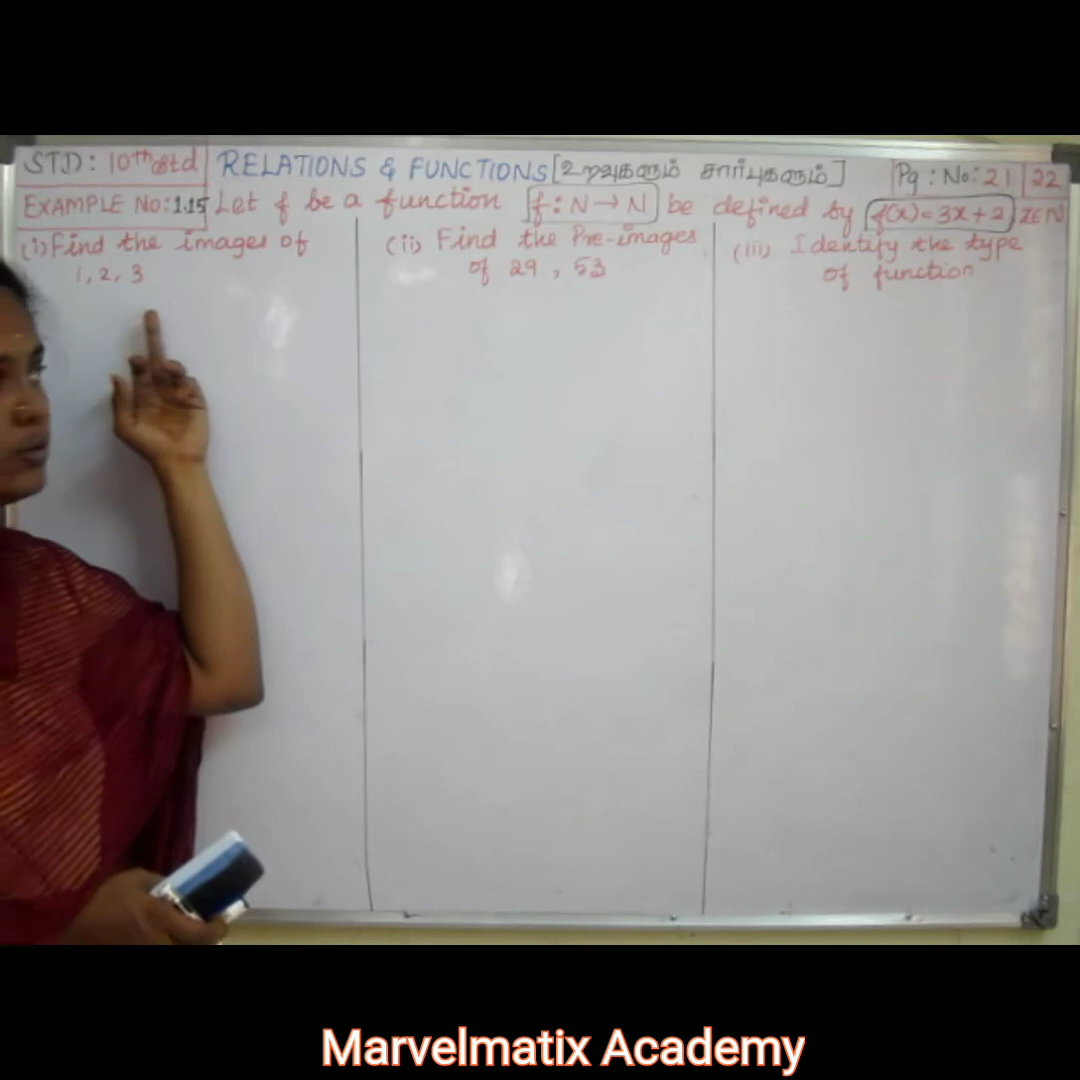 STD: 10th std RELATIONS & FUNCTIONS [உறவுகளும் சார்புகளும்] Pg: No: 21 22
EXAMPLE No: 1.15 Let f be a function f: N → N be defined by f(x) = 3x + 2 x∈N
(i) Find the images of
1, 2, 3
(ii) Find the Pre-images
of 29, 53
(iii) Identify the type
of function
Marvelmatix Academy